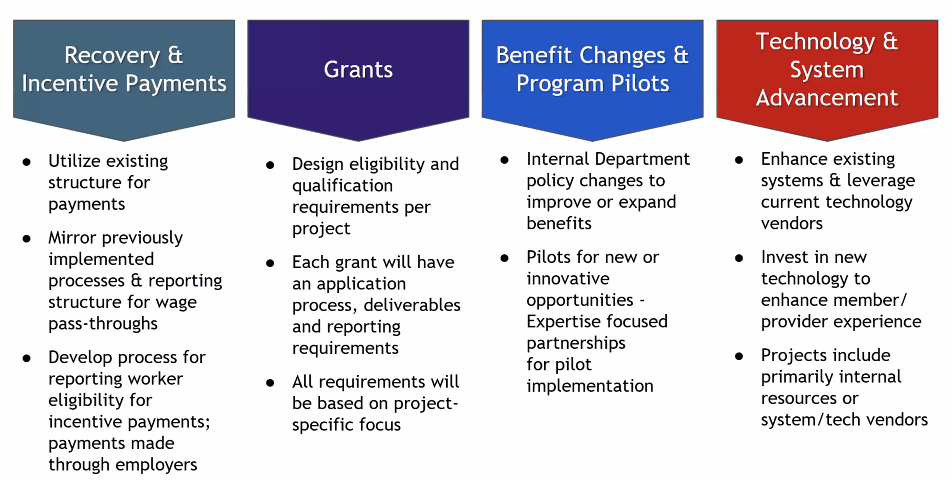 Recovery &
Incentive Payments
● Utilize existing
structure for
payments
● Mirror previously
implemented
processes & reporting
structure for wage
pass-throughs
● Develop process for
reporting worker
eligibility for
incentive payments;
payments made
through employers
Grants
● Design eligibility and
qualification
requirements per
project
● Each grant will have
an application
process, deliverables
and reporting
requirements
● All requirements will
be based on project-
specific focus
Benefit Changes &
Program Pilots
● Internal Department
policy changes to
improve or expand
benefits
● Pilots for new or
innovative
opportunities -
Expertise focused
partnerships
for pilot
implementation
Technology &
System
Advancement
● Enhance existing
systems & leverage
current technology
vendors
● Invest in new
technology to
enhance member/
provider experience
● Projects include
primarily internal
resources or
system/tech vendors